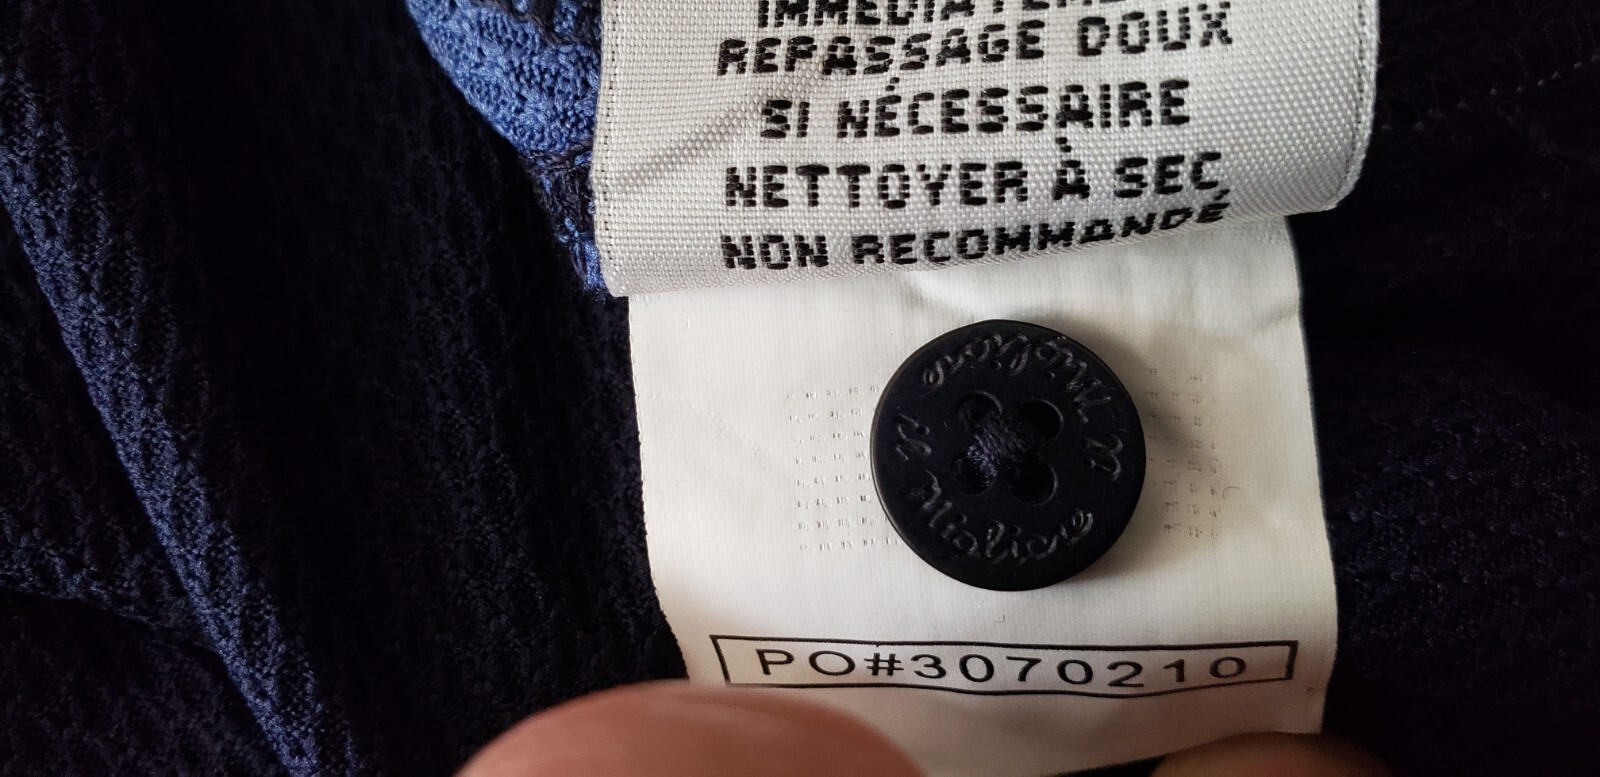 REPASSAGE DOUX
SI NÉCESSAIRE
NETTOYER À SEC
NON RECOMMANDÉ
PO#3070210